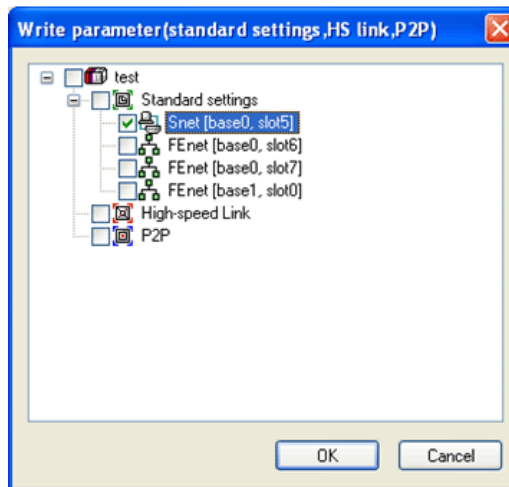 Write parameter(standard settings,HS link,P2P)
test
Standard settings
Snet [base0, slot5]
FEnet [base0, slot6]
FEnet [base0, slot7]
FEnet [base1, slot0]
High-speed Link
P2P
OK Cancel